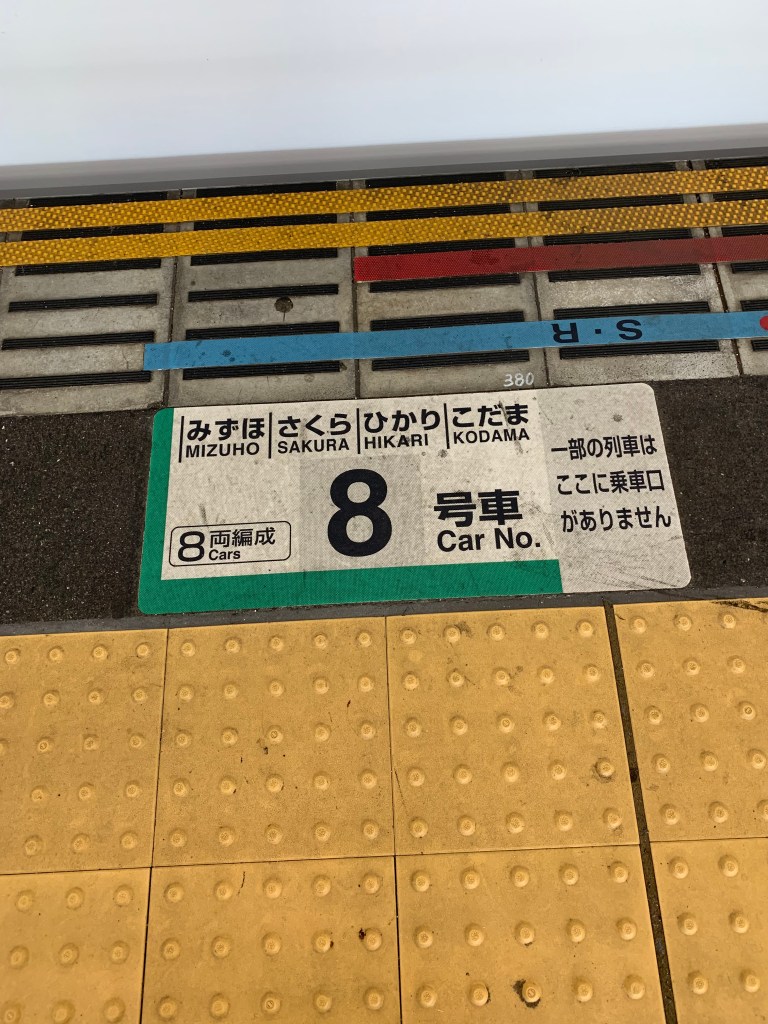 S・R
380
みずほ さくら ひかり こだま
MIZUHO SAKURA HIKARI KODAMA
8両編成
Cars
8
号車
Car No.
一部の列車は
ここに乗車口
がありません